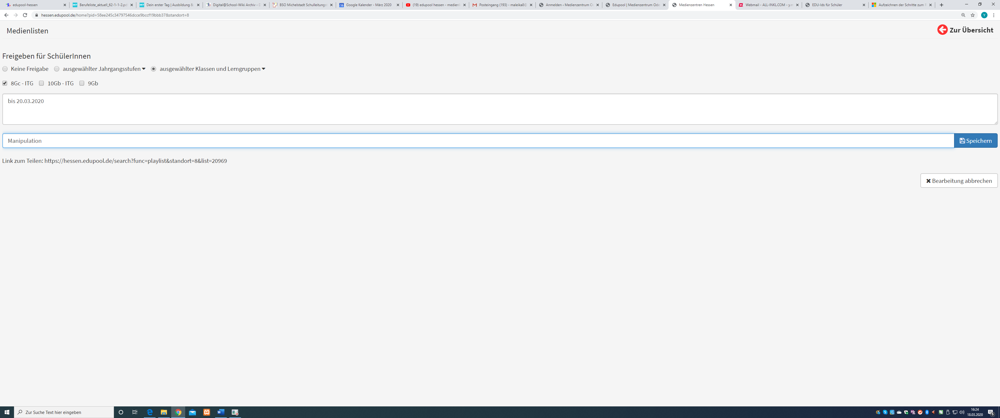 edupool-hessen
Berufeliste_aktuell_62-1-1-2.pd
Dein erster Tag | Ausbildung &
Digital@School-Wiki Archiv - D
BSO Michelstadt Schulleitungst
Google Kalender - März 2020
(19) edupool hessen - medienl
Posteingang (193) - maleika8@
Anmelden ‹ Medienzentrum O
Edupool | Medienzentrum Ode
Medienzentren Hessen
Webmail - ALL-INKL.COM - y.m
EDU-Ids für Schüler
Aufzeichnen der Schritte zum R
hessen.edupool.de/home?pid=58ee245c34797546dcce9bccf19bbb37&standort=8
Y
Medienlisten
Zur Übersicht
Freigeben für SchülerInnen
Keine Freigabe ausgewählter Jahrgangsstufen ausgewählter Klassen und Lerngruppen
8Gc - ITG 10Gb - ITG 9Gb
bis 20.03.2020
Manipulation
Speichern
Link zum Teilen: https://hessen.edupool.de/search?func=playlist&standort=8&list=20969
Bearbeitung abbrechen
Zur Suche Text hier eingeben
16:24
18.03.2020
6